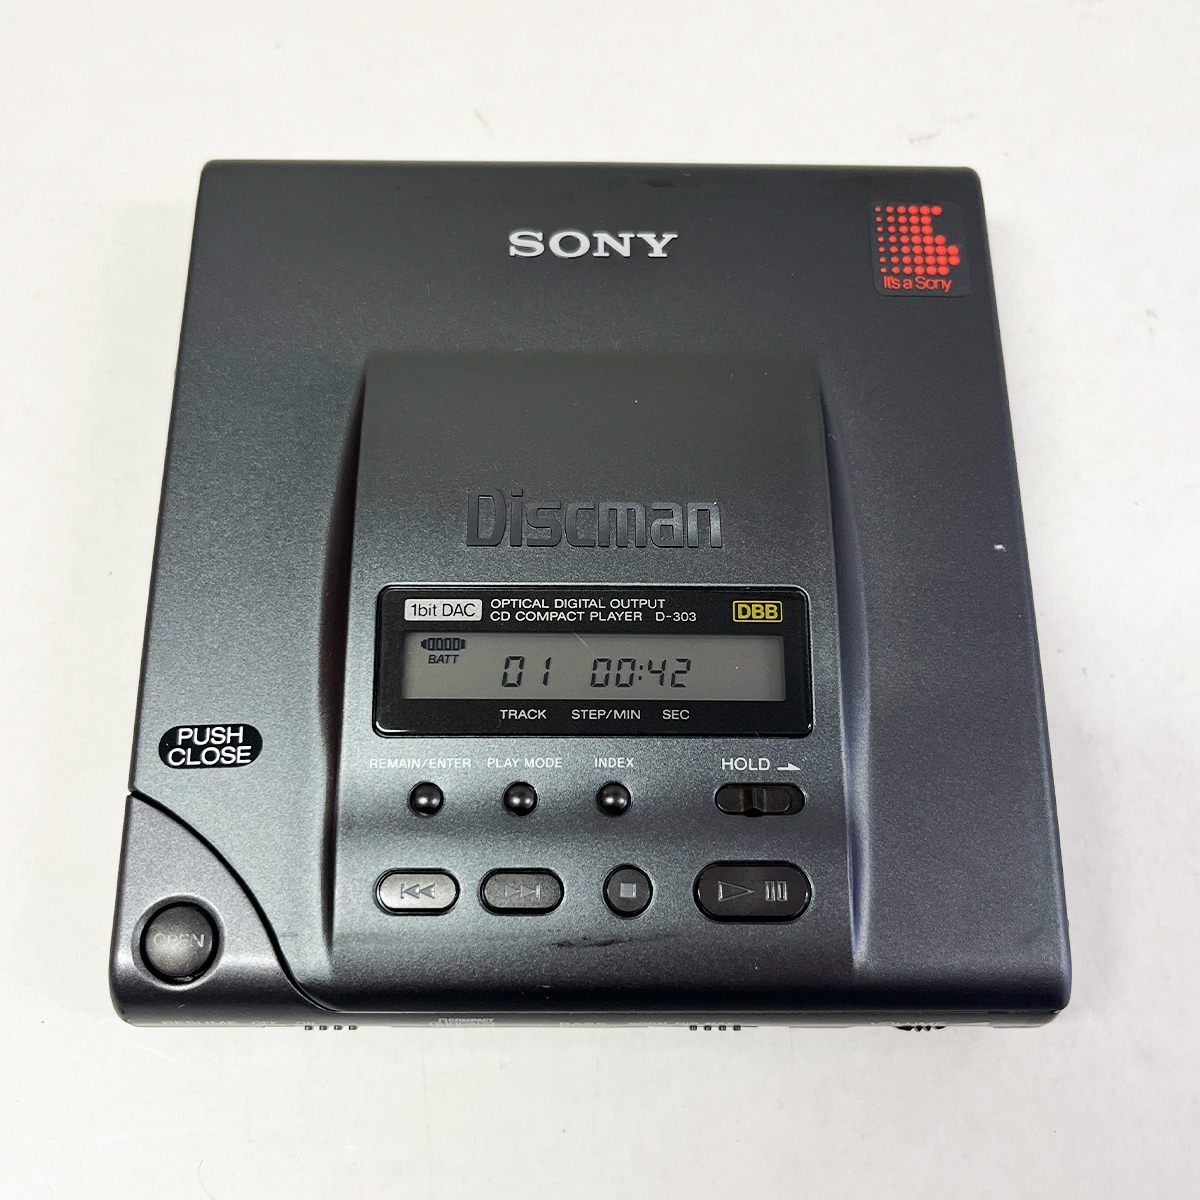 SONY
It's a Sony
Discman
1bit DAC
OPTICAL DIGITAL OUTPUT
CD COMPACT PLAYER D-303
DBB
BATT
01 00:42
TRACK STEP/MIN SEC
PUSH
CLOSE
REMAIN/ENTER PLAY MODE INDEX
HOLD
OPEN